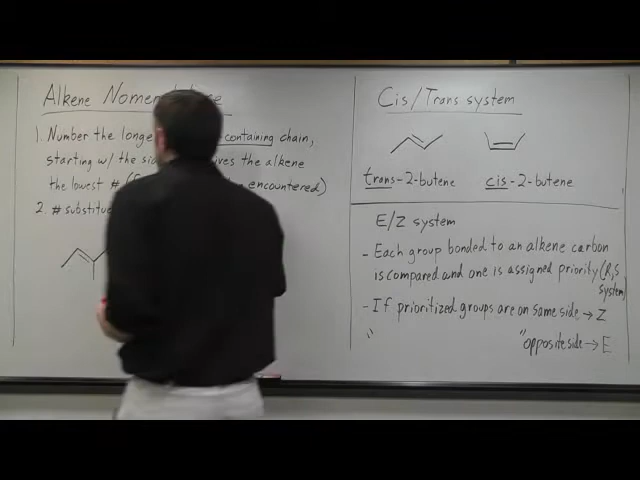 Alkene Nomen
1. Number the longe containing chain,
starting w/ the si ives the alkene
the lowest # encountered)
2. # substitue
Cis/Trans system
trans-2-butene cis-2-butene
E/Z system
- Each group bonded to an alkene carbon
is compared and one is assigned priority (R,S
system)
- If prioritized groups are on same side → Z
" "opposite side → E